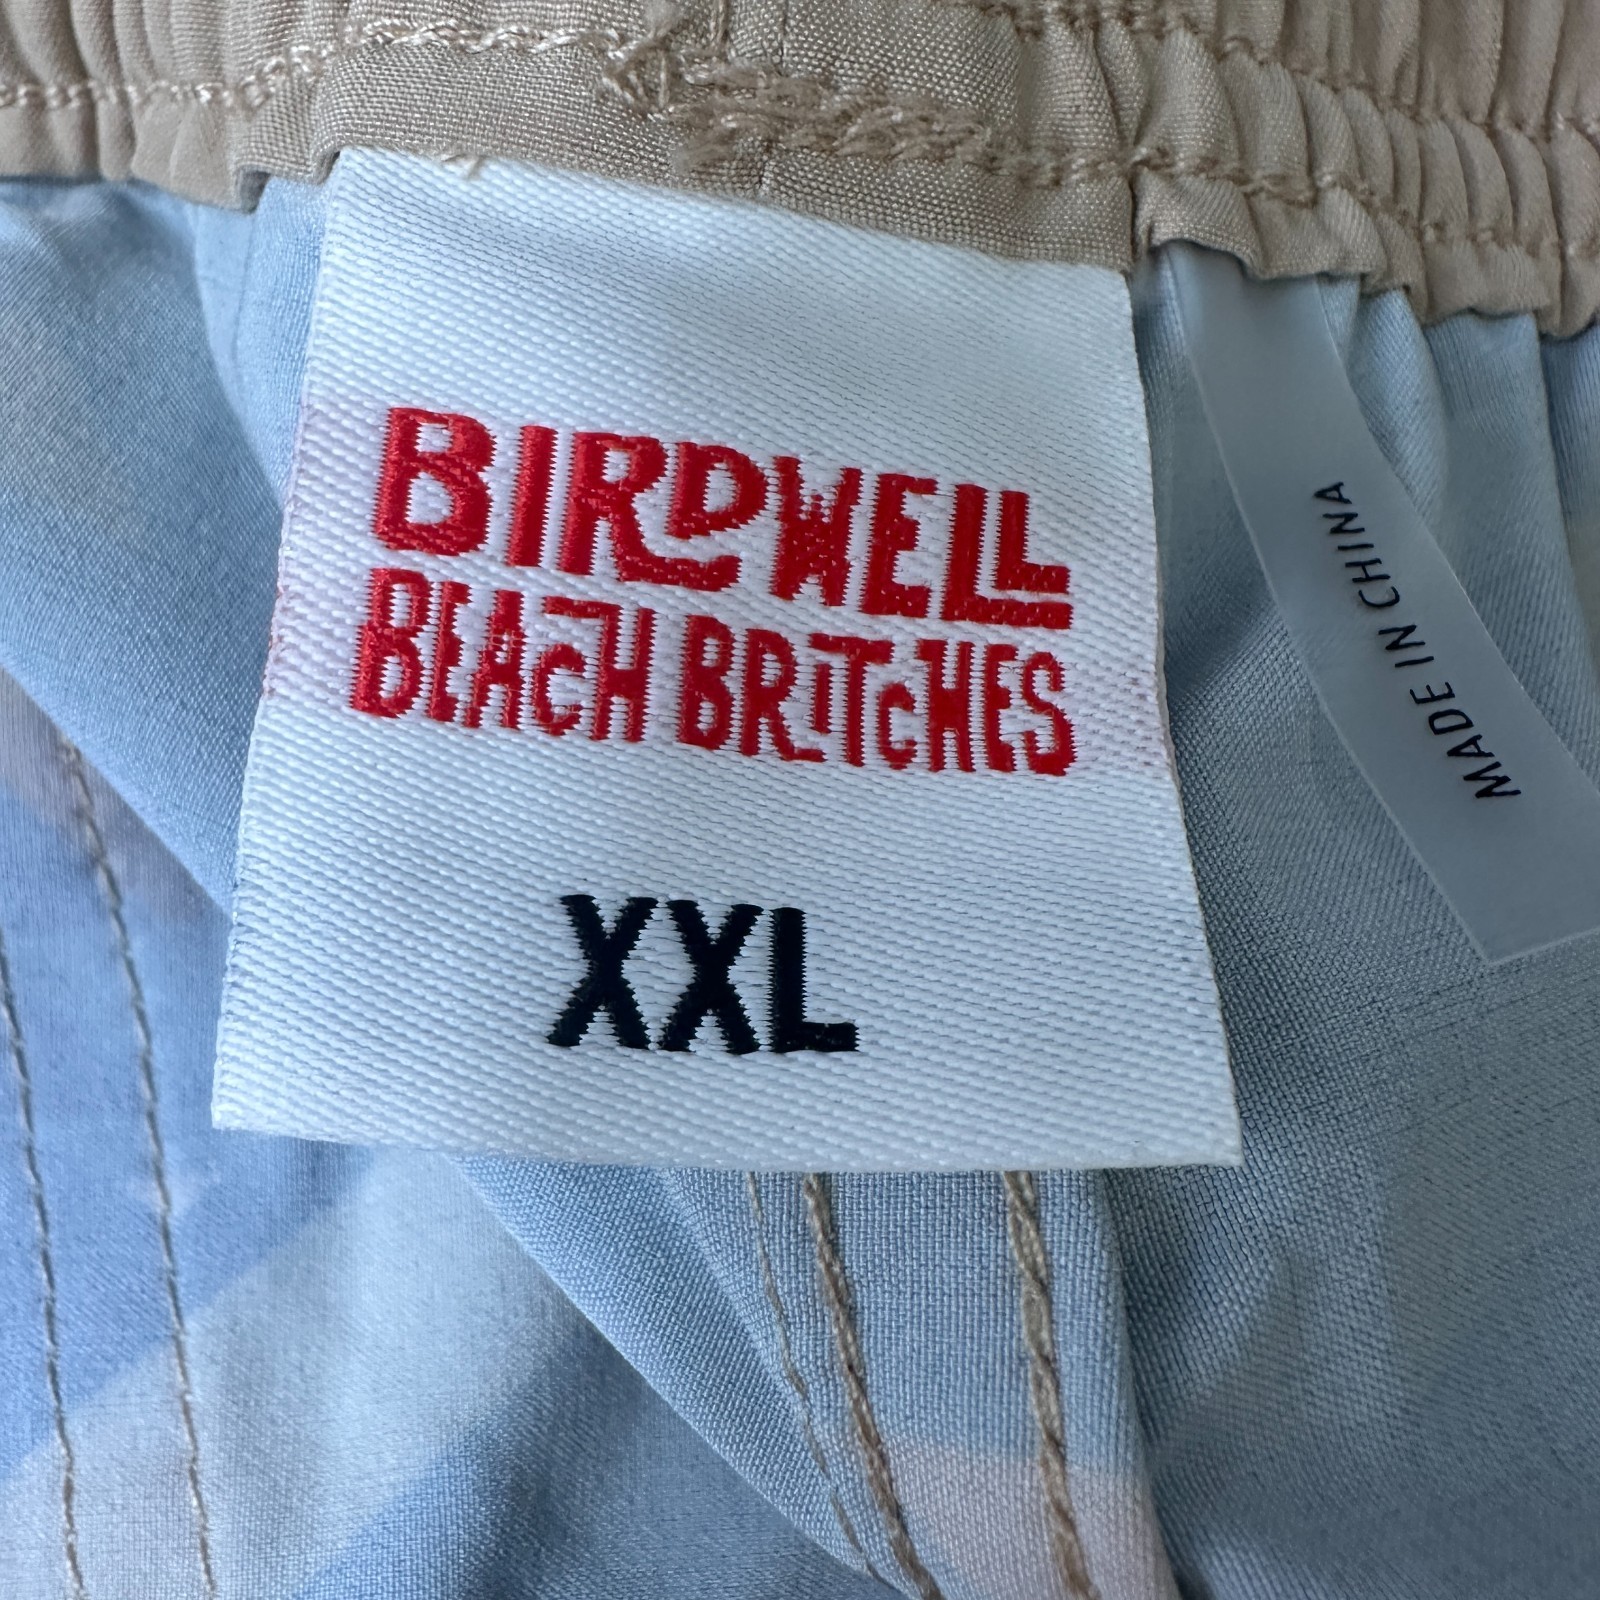 BIRDWELL
BEACH BRITCHES
XXL
MADE IN CHINA